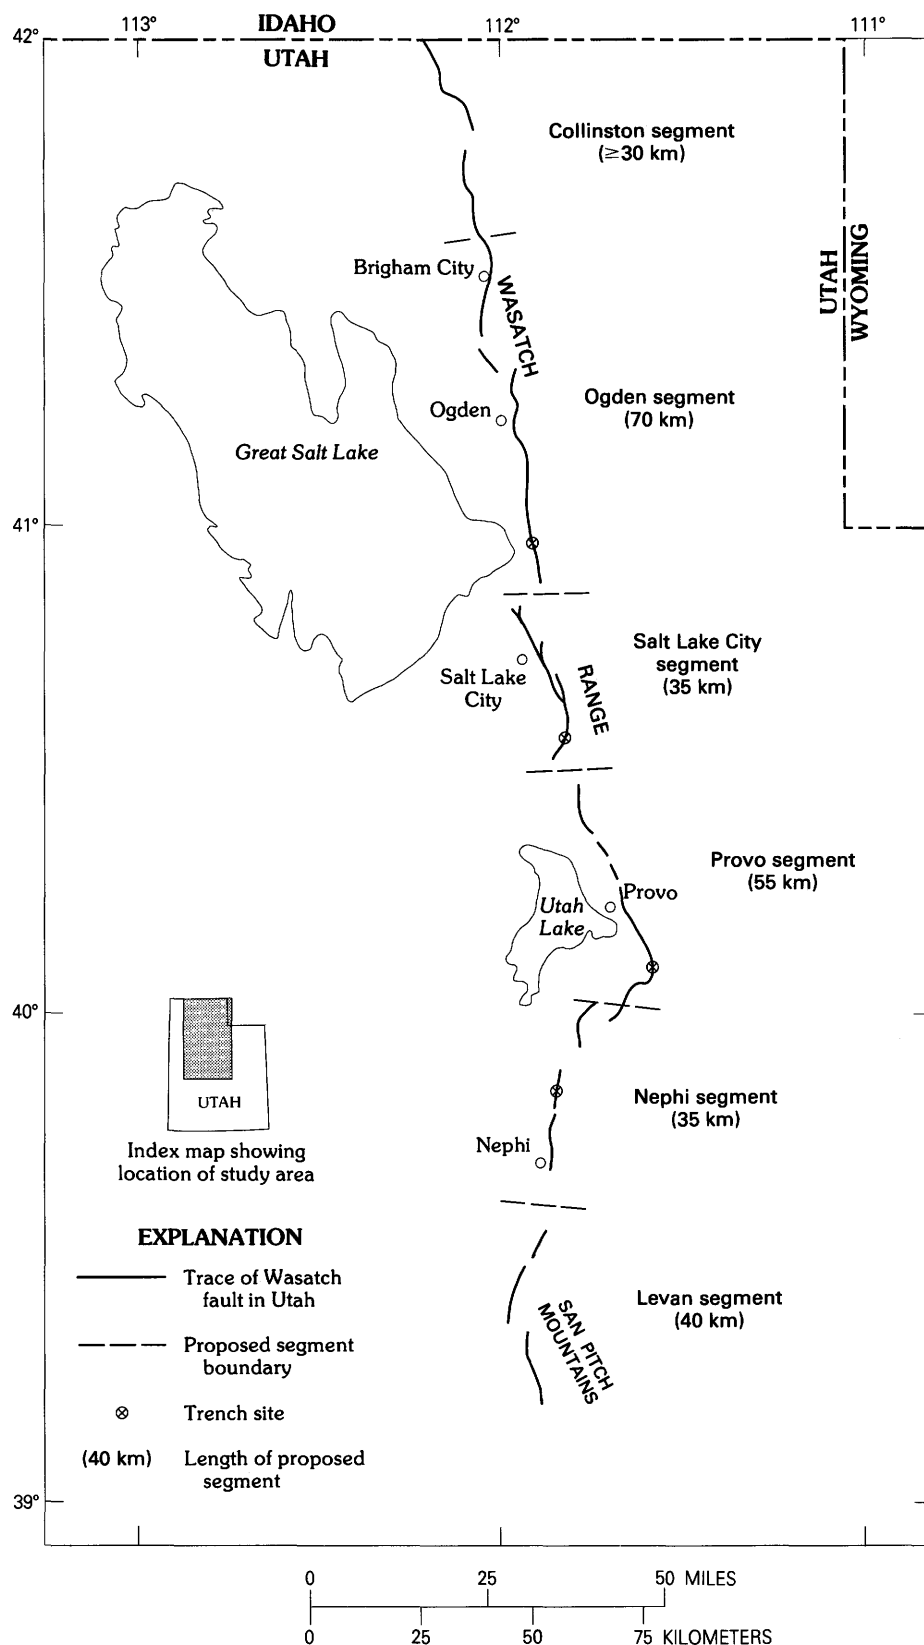 113°
IDAHO
112°
111°
42°
UTAH
Collinston segment
(≥30 km)
UTAH
WYOMING
Brigham City
WASATCH
Ogden
Ogden segment
(70 km)
Great Salt Lake
41°
Salt Lake City
segment
(35 km)
Salt Lake
City
RANGE
Provo segment
(55 km)
Provo
Utah
Lake
40°
UTAH
Index map showing
location of study area
Nephi segment
(35 km)
Nephi
EXPLANATION
Trace of Wasatch
fault in Utah
Proposed segment
boundary
Trench site
(40 km) Length of proposed
segment
Levan segment
(40 km)
SAN PITCH
MOUNTAINS
39°
0 25 50 MILES
0 25 50 75 KILOMETERS